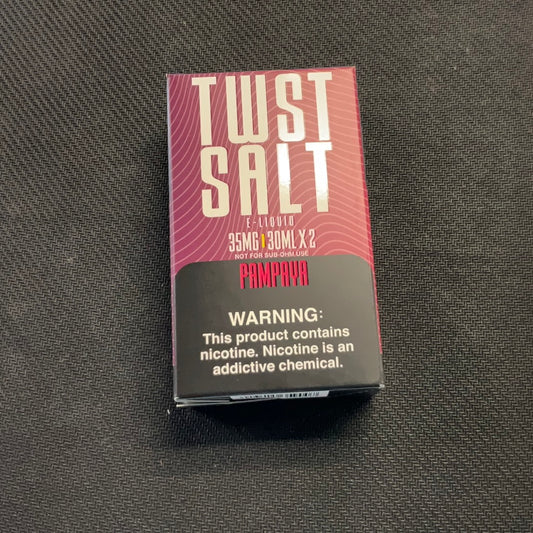 TWST
SALT
E-LIQUID
35MG 30ML X 2
NOT FOR SUB-OHM USE
PAMPAYA
WARNING:
This product contains
nicotine. Nicotine is an
addictive chemical.